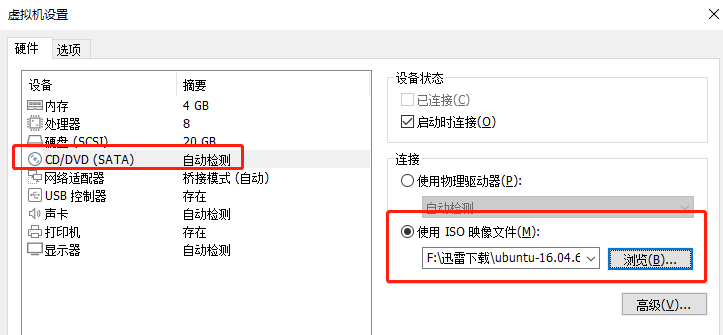 虚拟机设置
硬件 选项
设备 摘要
内存 4 GB
处理器 8
硬盘 (SCSI) 20 GB
CD/DVD (SATA) 自动检测
网络适配器 桥接模式 (自动)
USB 控制器 存在
声卡 自动检测
打印机 存在
显示器 自动检测
设备状态
已连接(C)
启动时连接(O)
连接
使用物理驱动器(P):
自动检测
使用 ISO 映像文件(M):
F:\迅雷下载\ubuntu-16.04.6
浏览(B)...
高级(V)...